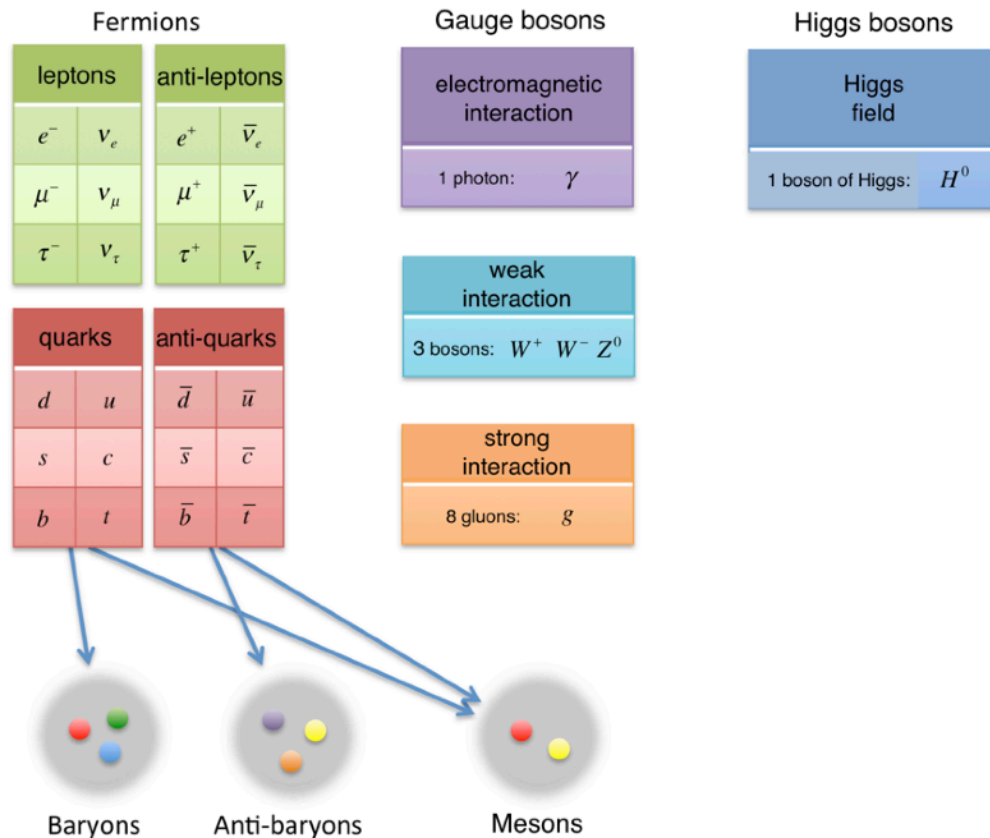 Fermions
leptons
anti-leptons
e⁻ ν_e e⁺ ν̅_e
μ⁻ ν_μ μ⁺ ν̅_μ
τ⁻ ν_τ τ⁺ ν̅_τ
quarks
anti-quarks
d u d̅ u̅
s c s̅ c̅
b t b̅ t̅
Gauge bosons
electromagnetic
interaction
1 photon: γ
weak
interaction
3 bosons: W⁺ W⁻ Z⁰
strong
interaction
8 gluons: g
Higgs bosons
Higgs
field
1 boson of Higgs: H⁰
Baryons
Anti-baryons
Mesons